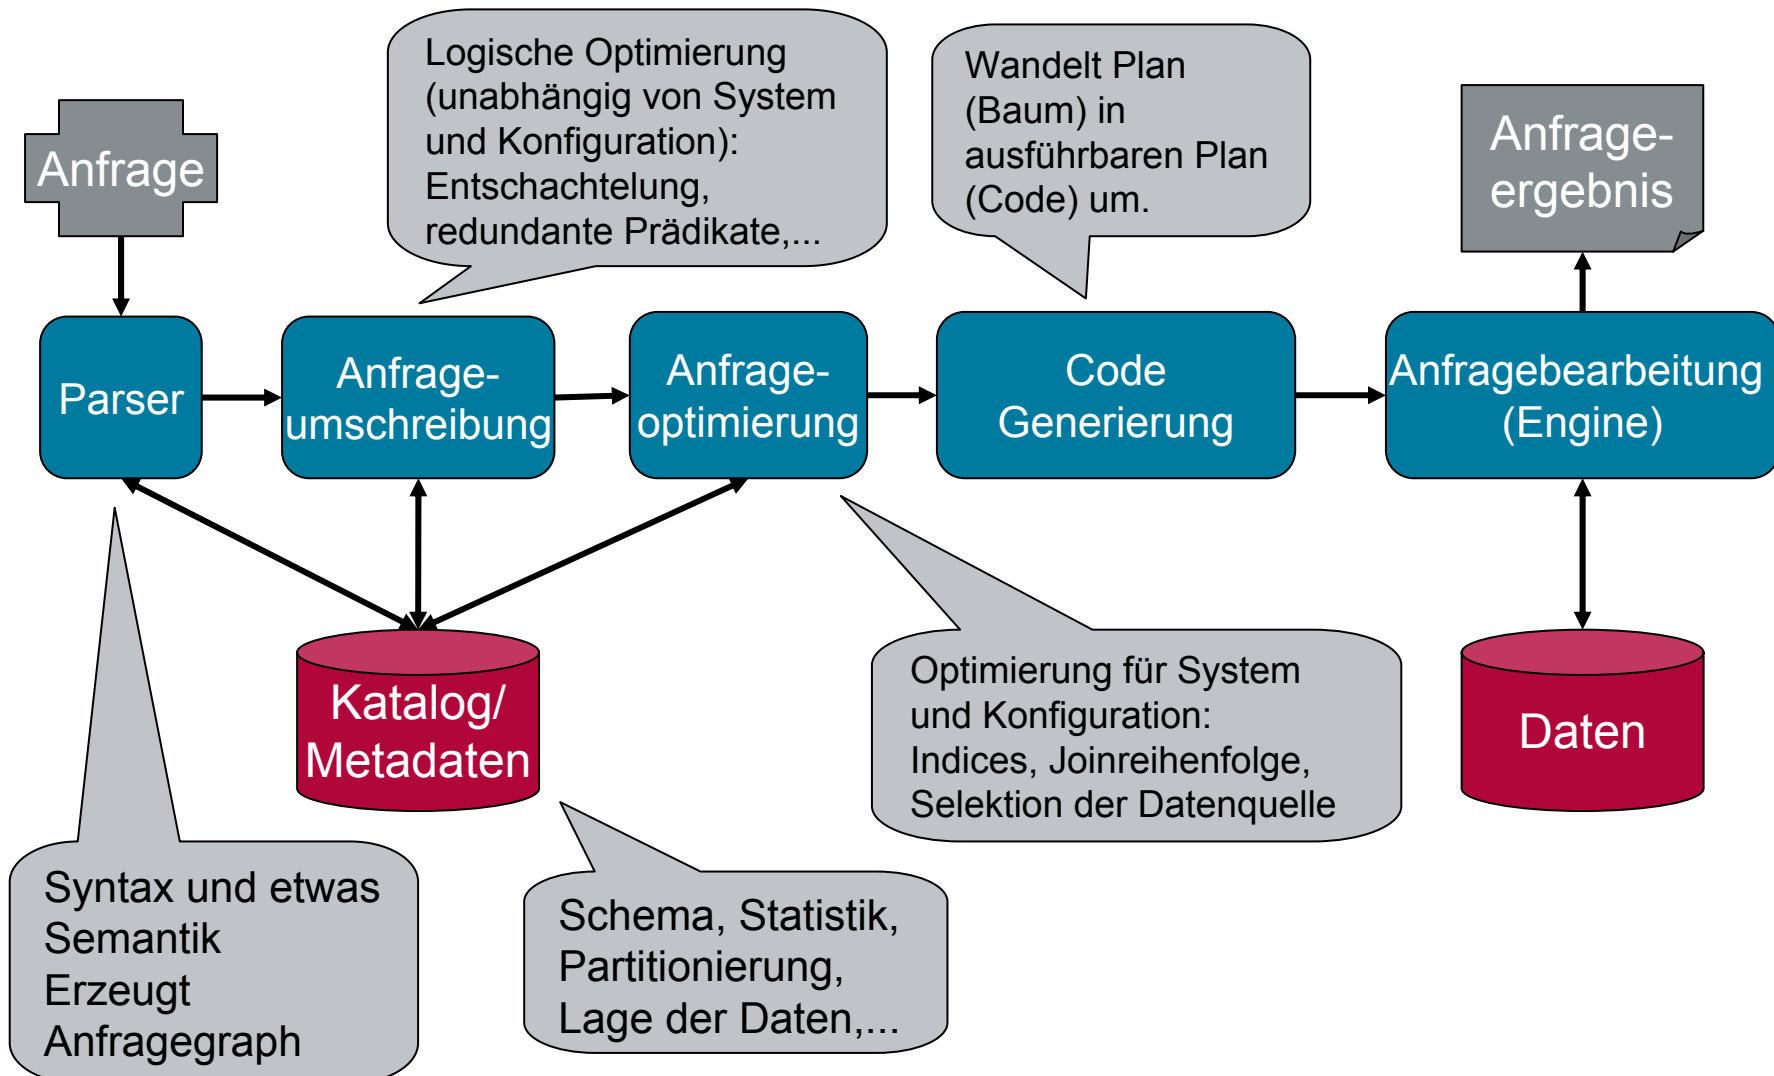 Logische Optimierung
(unabhängig von System
und Konfiguration):
Entschachtelung,
redundante Prädikate,...
Wandelt Plan
(Baum) in
ausführbaren Plan
(Code) um.
Anfrage
Anfrage-
ergebnis
Parser
Anfrage-
umschreibung
Anfrage-
optimierung
Code
Generierung
Anfragebearbeitung
(Engine)
Katalog/
Metadaten
Optimierung für System
und Konfiguration:
Indices, Joinreihenfolge,
Selektion der Datenquelle
Daten
Syntax und etwas
Semantik
Erzeugt
Anfragegraph
Schema, Statistik,
Partitionierung,
Lage der Daten,...